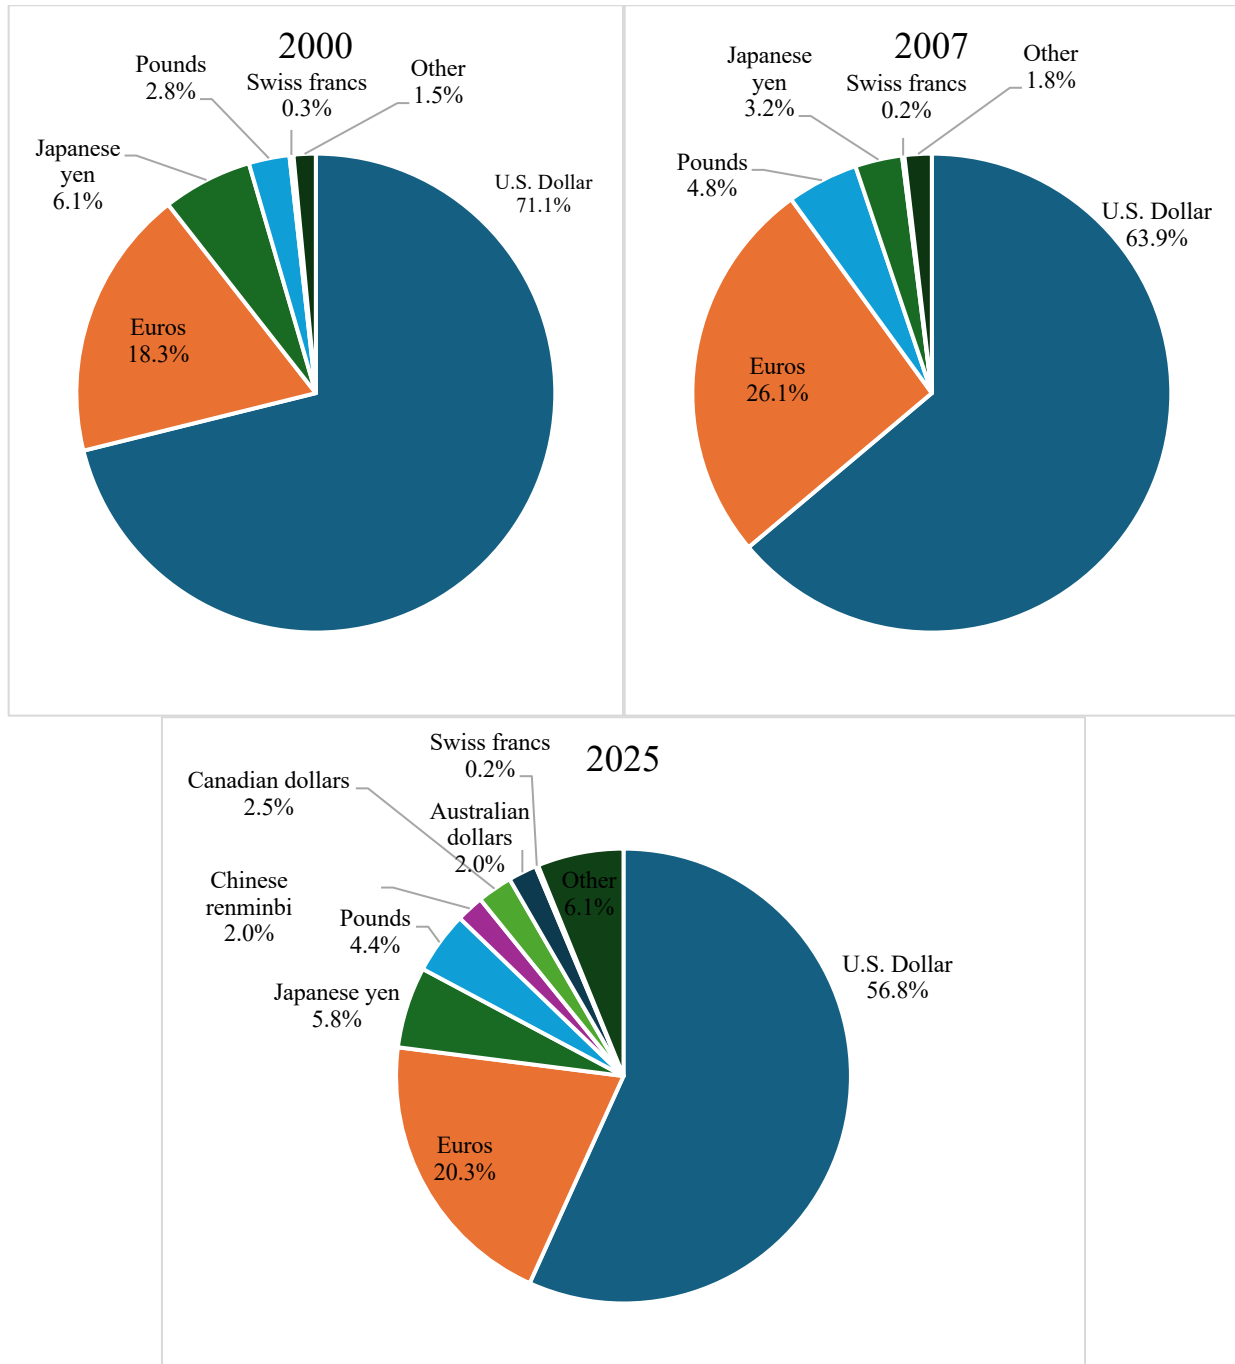 2000
Pounds
2.8%
Swiss francs
0.3%
Other
1.5%
Japanese
yen
6.1%
U.S. Dollar
71.1%
Euros
18.3%
2007
Japanese
yen
3.2%
Swiss francs
0.2%
Other
1.8%
Pounds
4.8%
U.S. Dollar
63.9%
Euros
26.1%
2025
Swiss francs
0.2%
Canadian dollars
2.5%
Australian
dollars
2.0%
Chinese
renminbi
2.0%
Other
6.1%
Pounds
4.4%
U.S. Dollar
56.8%
Japanese yen
5.8%
Euros
20.3%